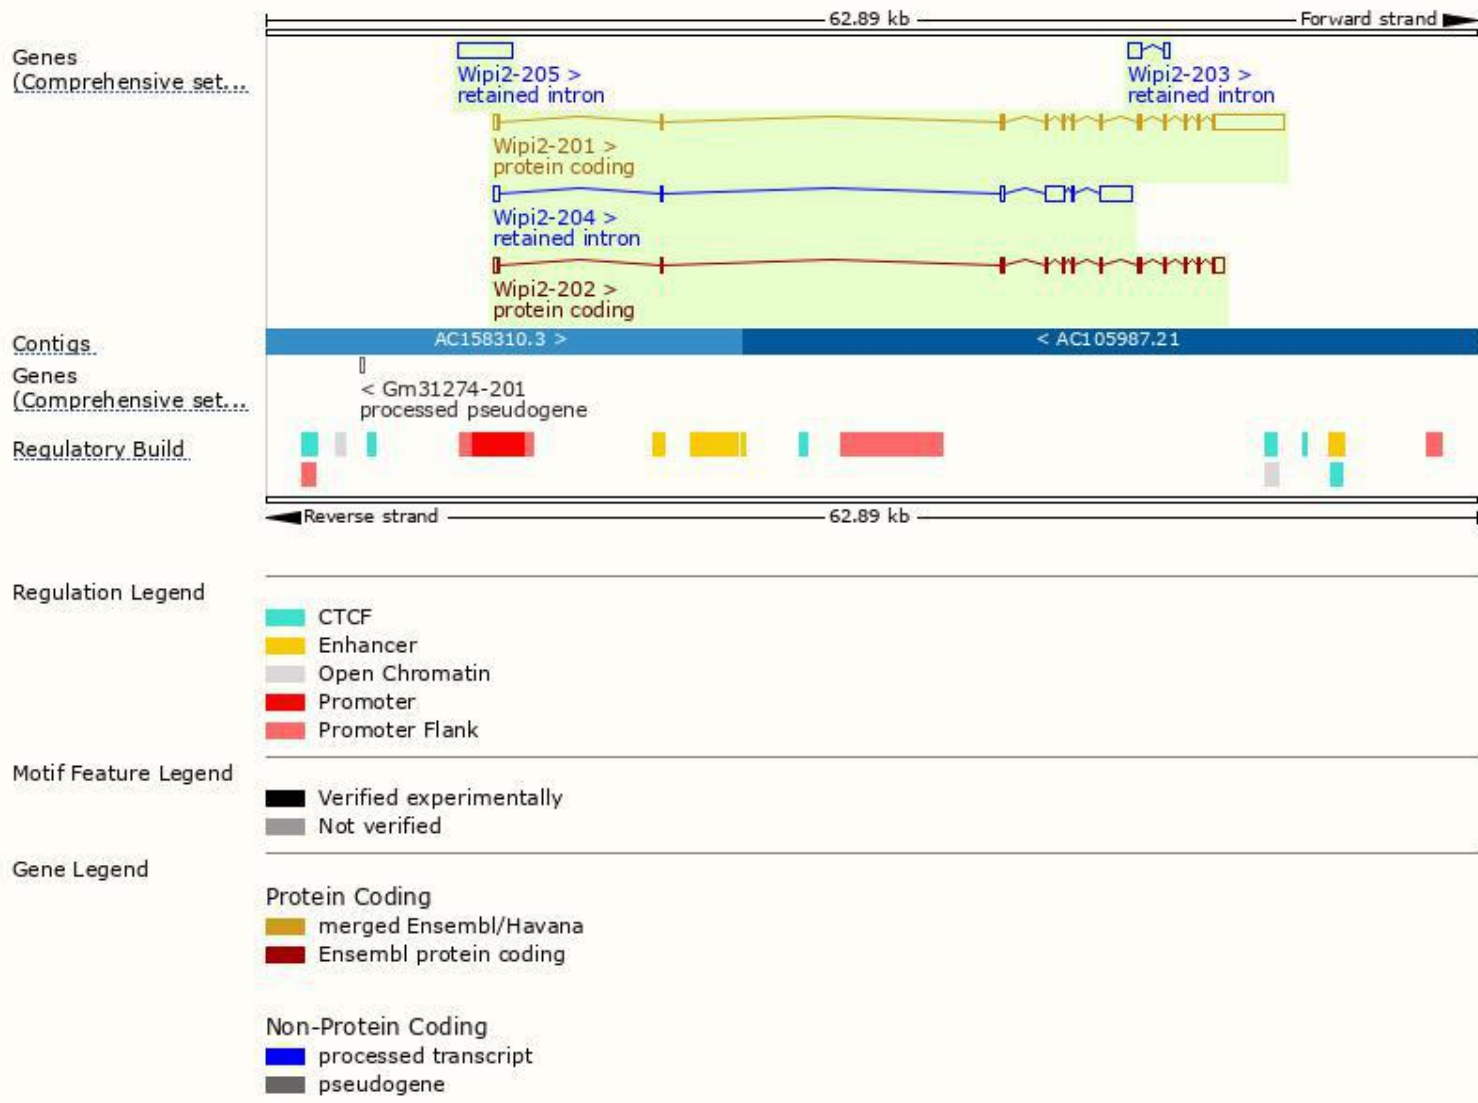 62.89 kb
Forward strand
Genes
(Comprehensive set...
Wipi2-205 >
retained intron
Wipi2-203 >
retained intron
Wipi2-201 >
protein coding
Wipi2-204 >
retained intron
Wipi2-202 >
protein coding
Contigs
AC158310.3 >
< AC105987.21
Genes
(Comprehensive set...
< Gm31274-201
processed pseudogene
Regulatory Build
Reverse strand
62.89 kb
Regulation Legend
CTCF
Enhancer
Open Chromatin
Promoter
Promoter Flank
Motif Feature Legend
Verified experimentally
Not verified
Gene Legend
Protein Coding
merged Ensembl/Havana
Ensembl protein coding
Non-Protein Coding
processed transcript
pseudogene